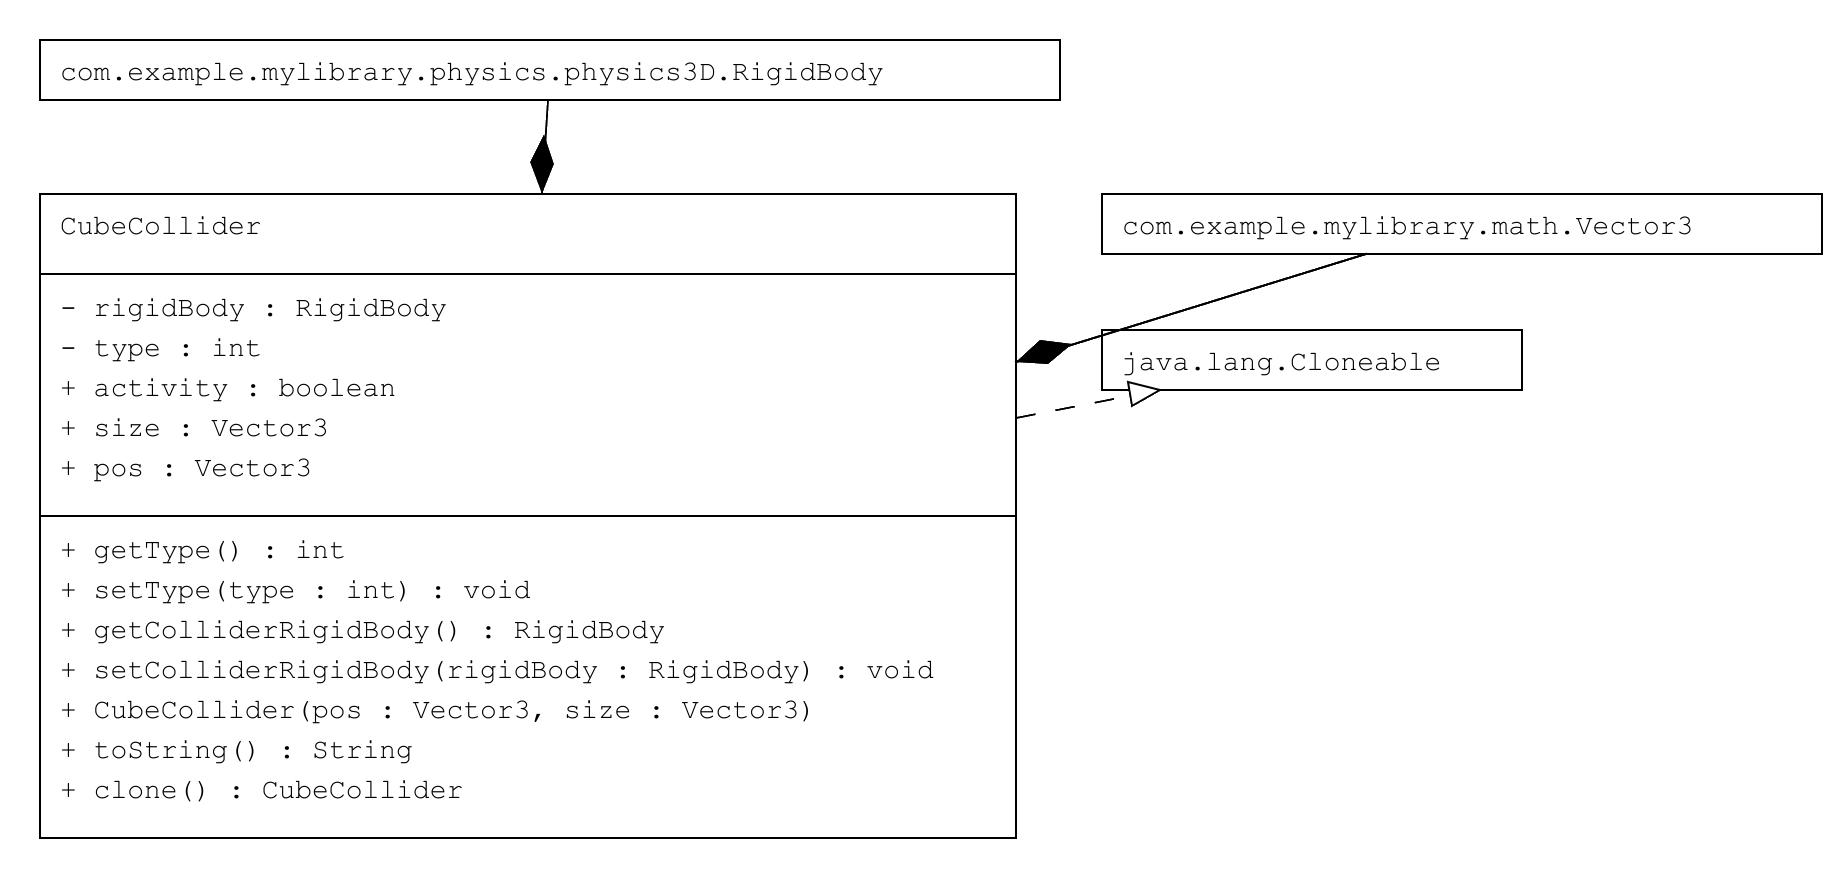 com.example.mylibrary.physics.physics3D.RigidBody
CubeCollider
- rigidBody : RigidBody
- type : int
+ activity : boolean
+ size : Vector3
+ pos : Vector3
+ getType() : int
+ setType(type : int) : void
+ getColliderRigidBody() : RigidBody
+ setColliderRigidBody(rigidBody : RigidBody) : void
+ CubeCollider(pos : Vector3, size : Vector3)
+ toString() : String
+ clone() : CubeCollider
com.example.mylibrary.math.Vector3
java.lang.Cloneable